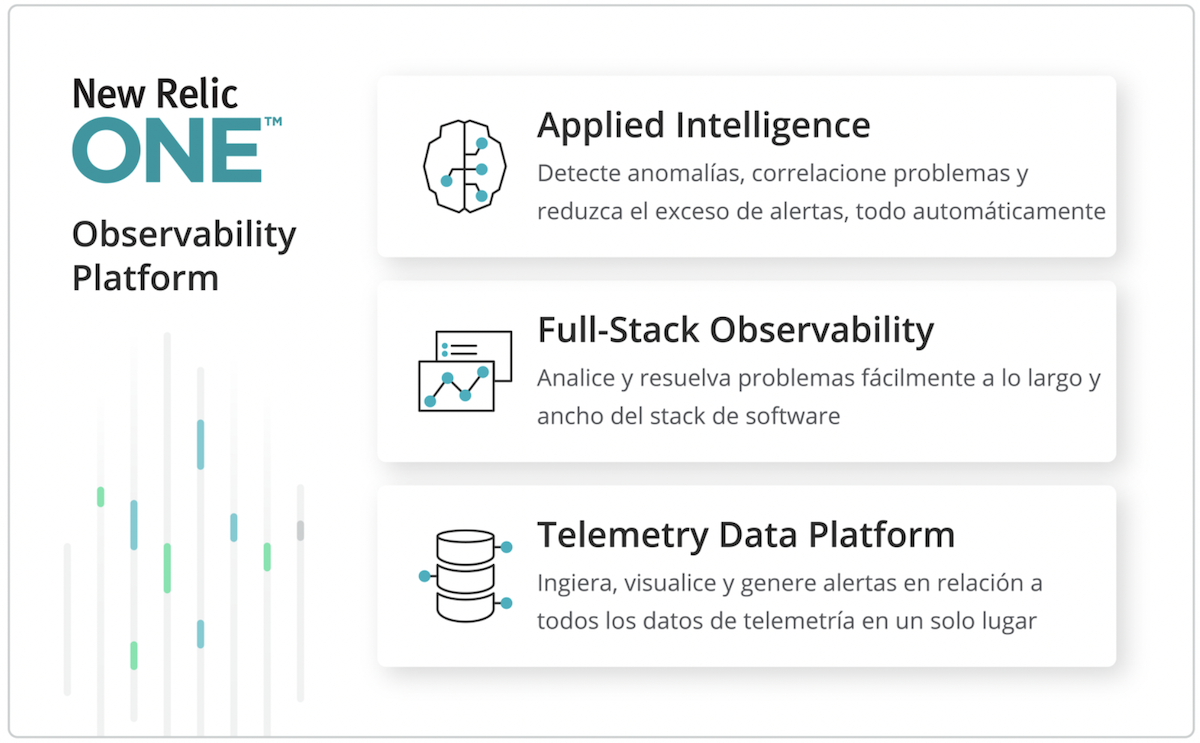 New Relic
ONE™
Observability
Platform
Applied Intelligence
Detecte anomalías, correlacione problemas y
reduzca el exceso de alertas, todo automáticamente
Full-Stack Observability
Analice y resuelva problemas fácilmente a lo largo y
ancho del stack de software
Telemetry Data Platform
Ingiera, visualice y genere alertas en relación a
todos los datos de telemetría en un solo lugar